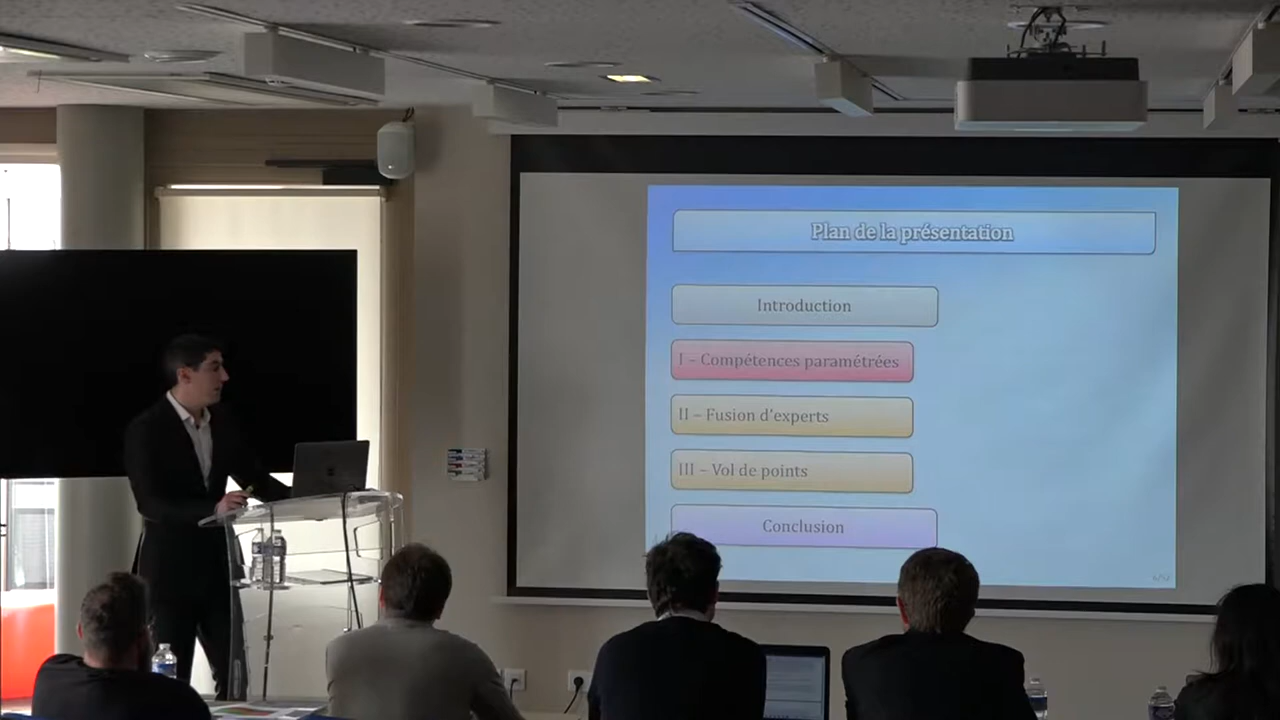 Plan de la présentation
Introduction
I – Compétences paramétrées
II – Fusion d'experts
III – Vol de points
Conclusion